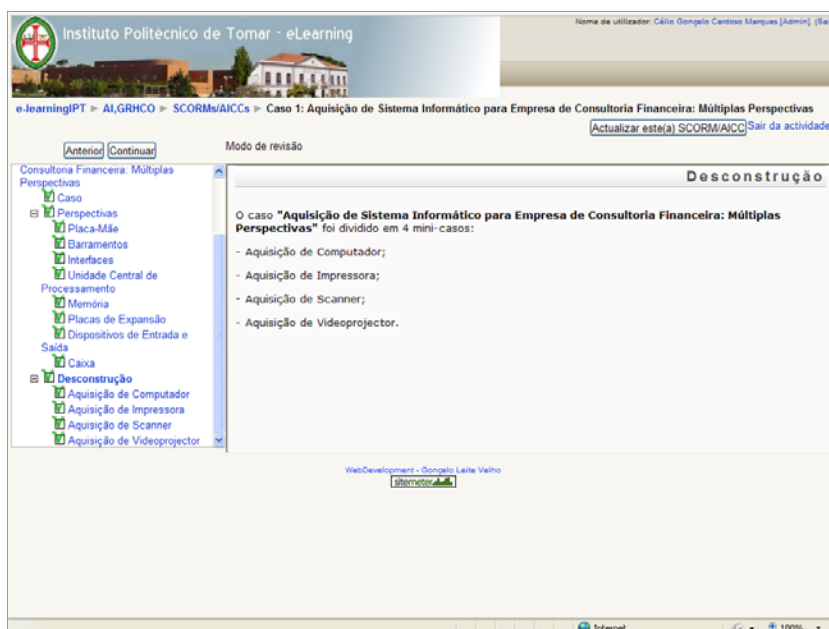 Instituto Politécnico de Tomar - eLearning
Nome de utilizador: Célio Gonçalo Cardoso Marques [Admin]. (Sai
e-learningIPT ► AI,GRHCO ► SCORMs/AICCs ► Caso 1: Aquisição de Sistema Informático para Empresa de Consultoria Financeira: Múltiplas Perspectivas
Actualizar este(a) SCORM/AICC Sair da actividade
Anterior Continuar
Modo de revisão
Consultoria Financeira: Múltiplas
Perspectivas
Caso
Perspectivas
Placa-Mãe
Barramentos
Interfaces
Unidade Central de
Processamento
Memória
Placas de Expansão
Dispositivos de Entrada e
Saída
Caixa
Desconstrução
Aquisição de Computador
Aquisição de Impressora
Aquisição de Scanner
Aquisição de Videoprojector
Desconstrução
O caso "Aquisição de Sistema Informático para Empresa de Consultoria Financeira: Múltiplas
Perspectivas" foi dividido em 4 mini-casos:
- Aquisição de Computador;
- Aquisição de Impressora;
- Aquisição de Scanner;
- Aquisição de Videoprojector.
WebDevelopment - Gonçalo Leite Velho
sitemeter
Internet
100%